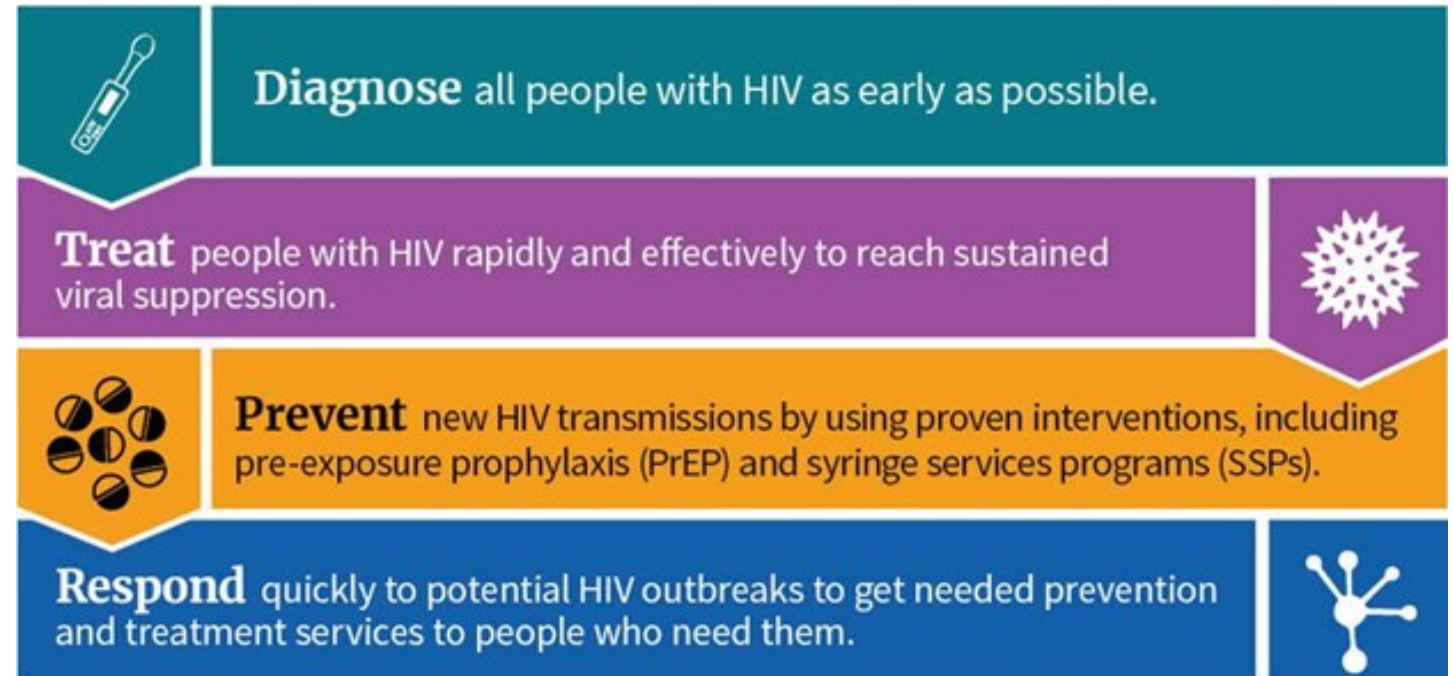 Diagnose all people with HIV as early as possible.
Treat people with HIV rapidly and effectively to reach sustained
viral suppression.
Prevent new HIV transmissions by using proven interventions, including
pre-exposure prophylaxis (PrEP) and syringe services programs (SSPs).
Respond quickly to potential HIV outbreaks to get needed prevention
and treatment services to people who need them.